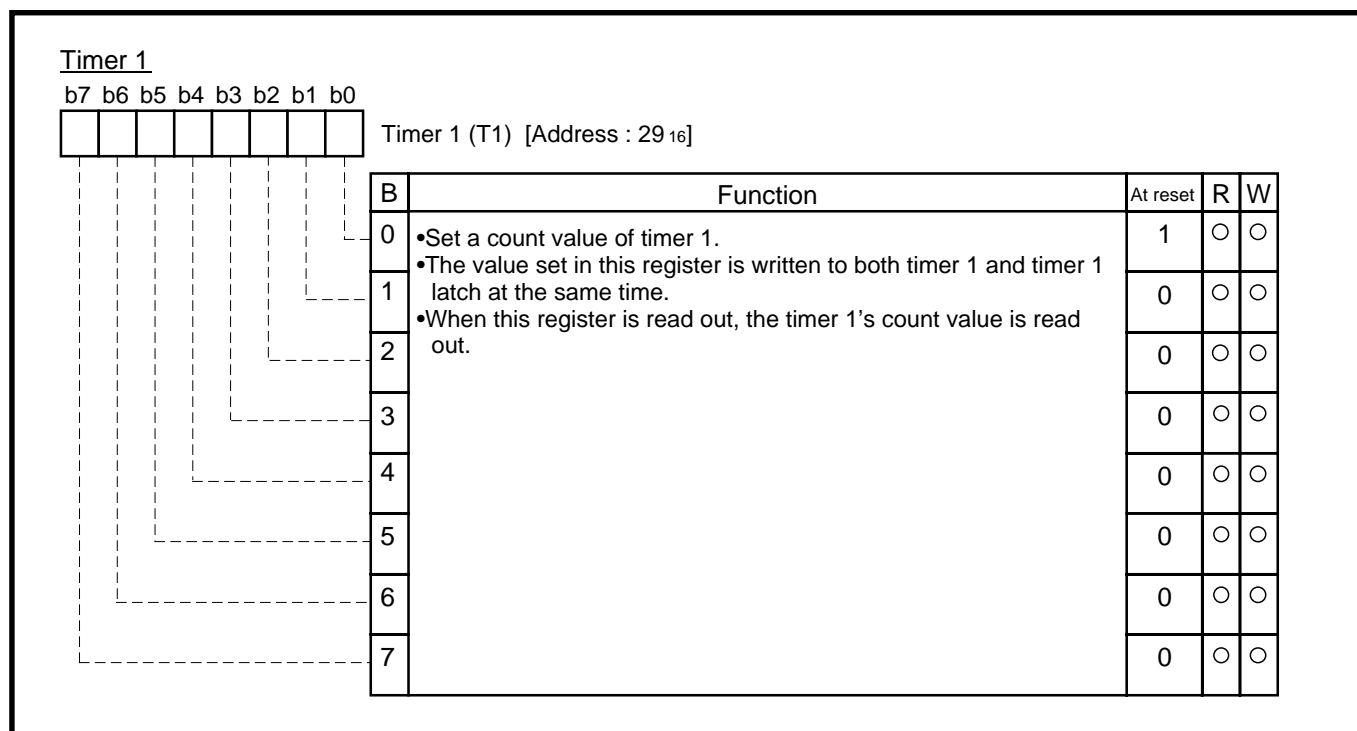 Timer 1
b7 b6 b5 b4 b3 b2 b1 b0
Timer 1 (T1) [Address : 29 16]
B Function At reset R W
0 •Set a count value of timer 1. 1 ○ ○
•The value set in this register is written to both timer 1 and timer 1
1 latch at the same time. 0 ○ ○
•When this register is read out, the timer 1’s count value is read
2 out. 0 ○ ○
3 0 ○ ○
4 0 ○ ○
5 0 ○ ○
6 0 ○ ○
7 0 ○ ○